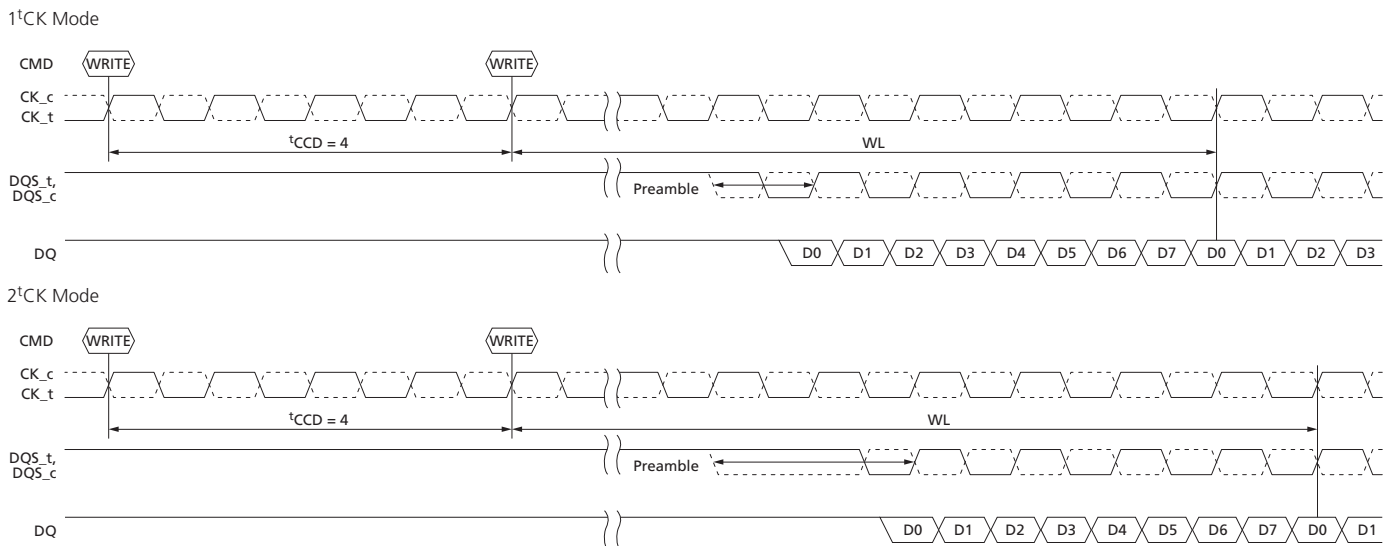 1tCK Mode
CMD WRITE WRITE
CK_c
CK_t
tCCD = 4 WL
DQS_t,
DQS_c
Preamble
DQ D0 D1 D2 D3 D4 D5 D6 D7 D0 D1 D2 D3
2tCK Mode
CMD WRITE WRITE
CK_c
CK_t
tCCD = 4 WL
DQS_t,
DQS_c
Preamble
DQ D0 D1 D2 D3 D4 D5 D6 D7 D0 D1